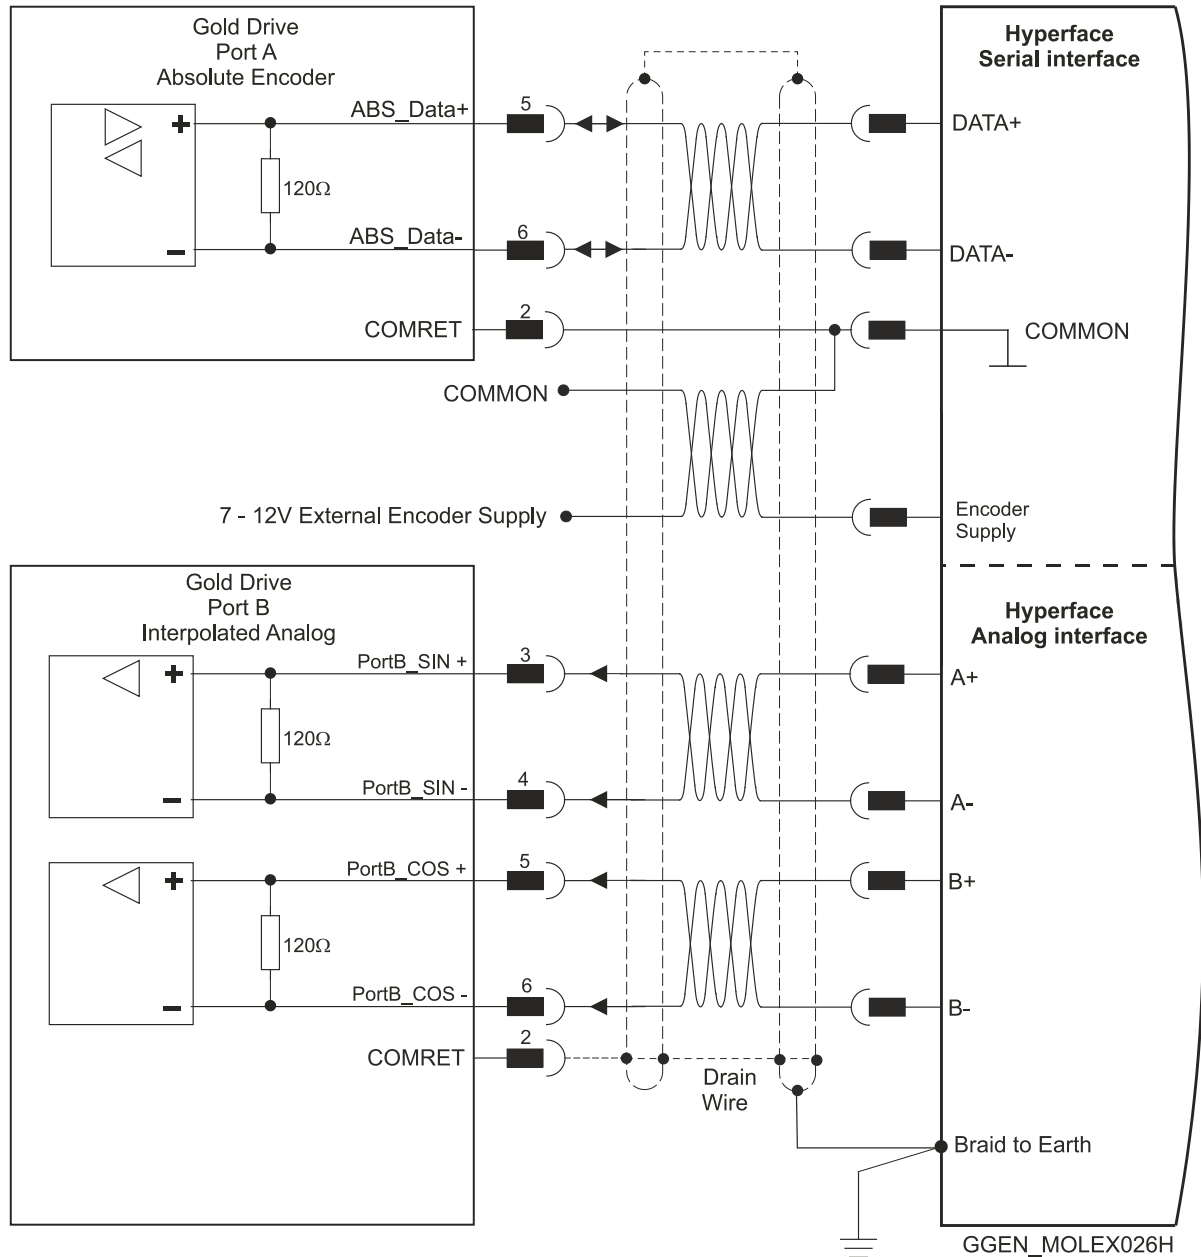 Gold Drive
Port A
Absolute Encoder
Hyperface
Serial interface
ABS_Data+
5
DATA+
+
120Ω
ABS_Data-
6
DATA-
-
COMRET
2
COMMON
COMMON
7 - 12V External Encoder Supply
Encoder
Supply
Gold Drive
Port B
Interpolated Analog
Hyperface
Analog interface
PortB_SIN +
3
A+
+
120Ω
PortB_SIN -
4
A-
-
PortB_COS +
5
B+
+
120Ω
PortB_COS -
6
B-
-
COMRET
2
Drain
Wire
Braid to Earth
GGEN_MOLEX026H